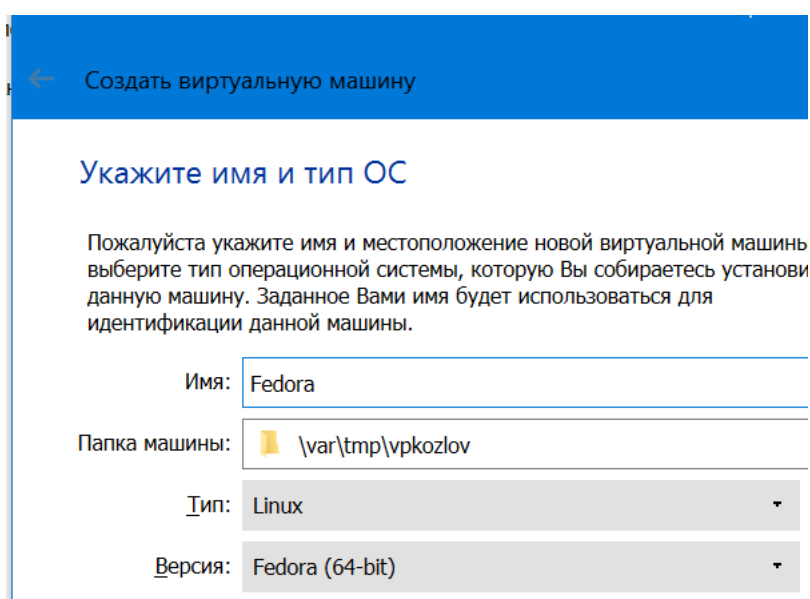 Создать виртуальную машину
Укажите имя и тип ОС
Пожалуйста укажите имя и местоположение новой виртуальной машины
выберите тип операционной системы, которую Вы собираетесь установи
данную машину. Заданное Вами имя будет использоваться для
идентификации данной машины.
Имя: Fedora
Папка машины: \var\tmp\vpkozlov
Тип: Linux
Версия: Fedora (64-bit)